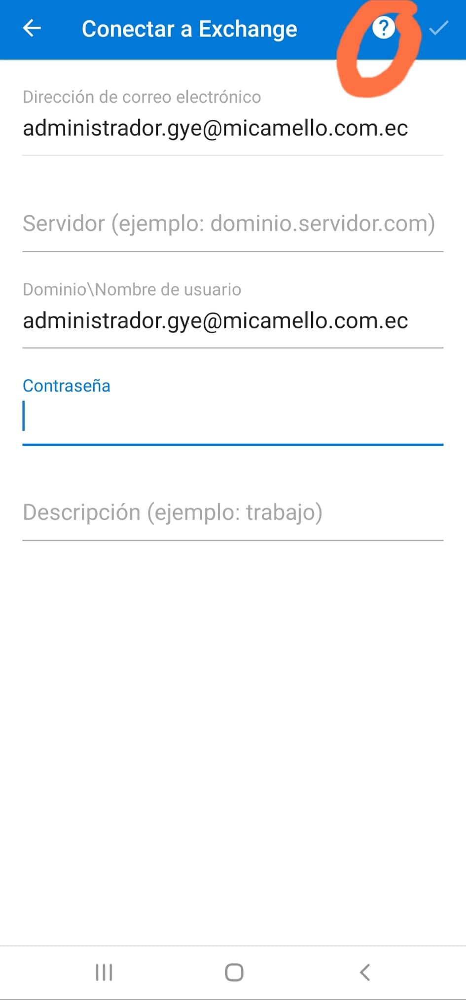 Conectar a Exchange ?
Dirección de correo electrónico
administrador.gye@micamello.com.ec
Servidor (ejemplo: dominio.servidor.com)
Dominio\Nombre de usuario
administrador.gye@micamello.com.ec
Contraseña
Descripción (ejemplo: trabajo)